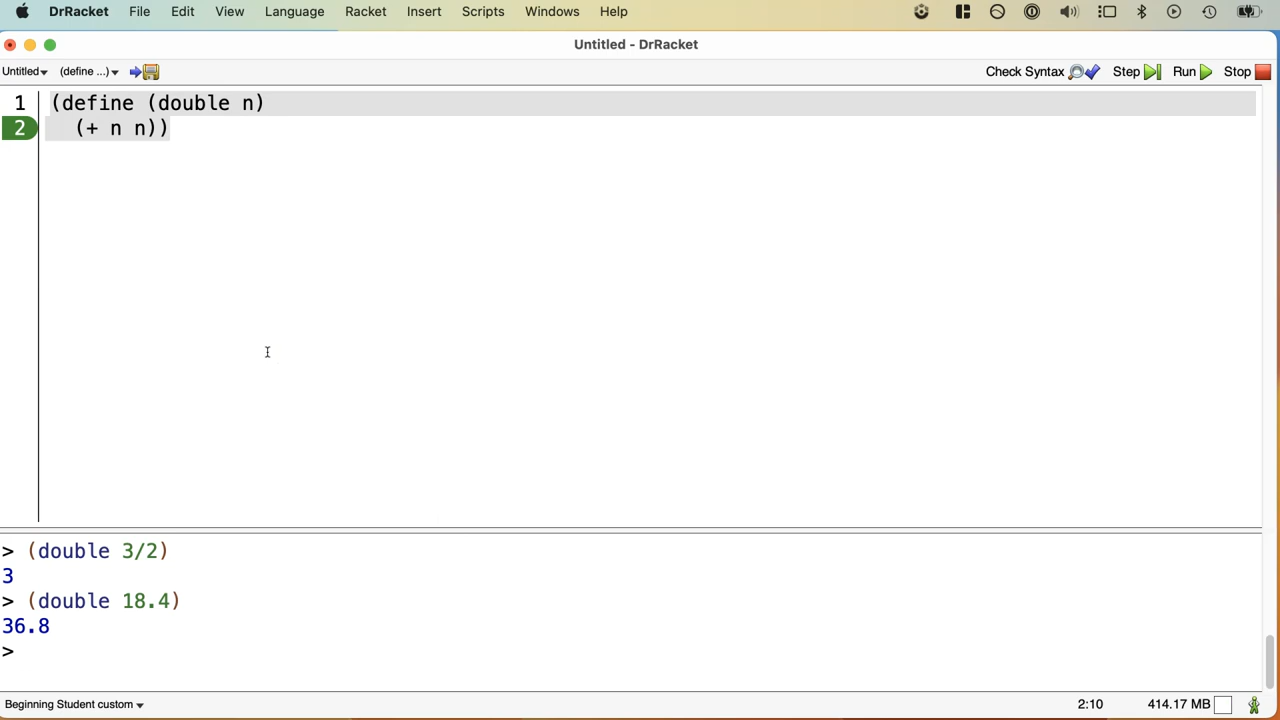 DrRacket File Edit View Language Racket Insert Scripts Windows Help
Untitled - DrRacket
Untitled (define ...) Check Syntax Step Run Stop
1 (define (double n)
2 (+ n n))
> (double 3/2)
3
> (double 18.4)
36.8
>
Beginning Student custom 2:10 414.17 MB